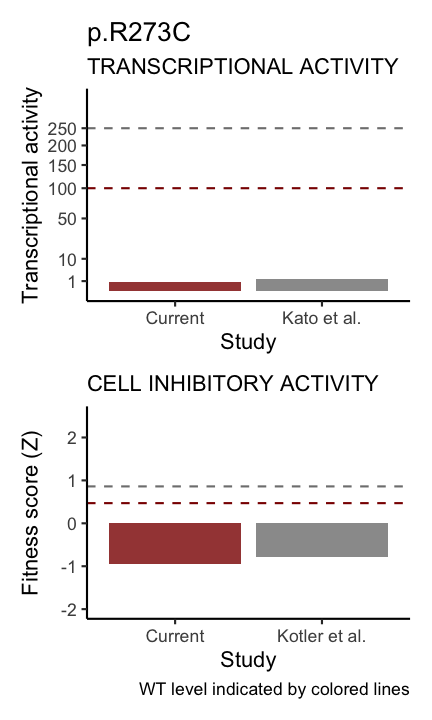 p.R273C
TRANSCRIPTIONAL ACTIVITY
Transcriptional activity
250
200
150
100
50
10
1
Current
Kato et al.
Study
CELL INHIBITORY ACTIVITY
Fitness score (Z)
2
1
0
-1
-2
Current
Kotler et al.
Study
WT level indicated by colored lines